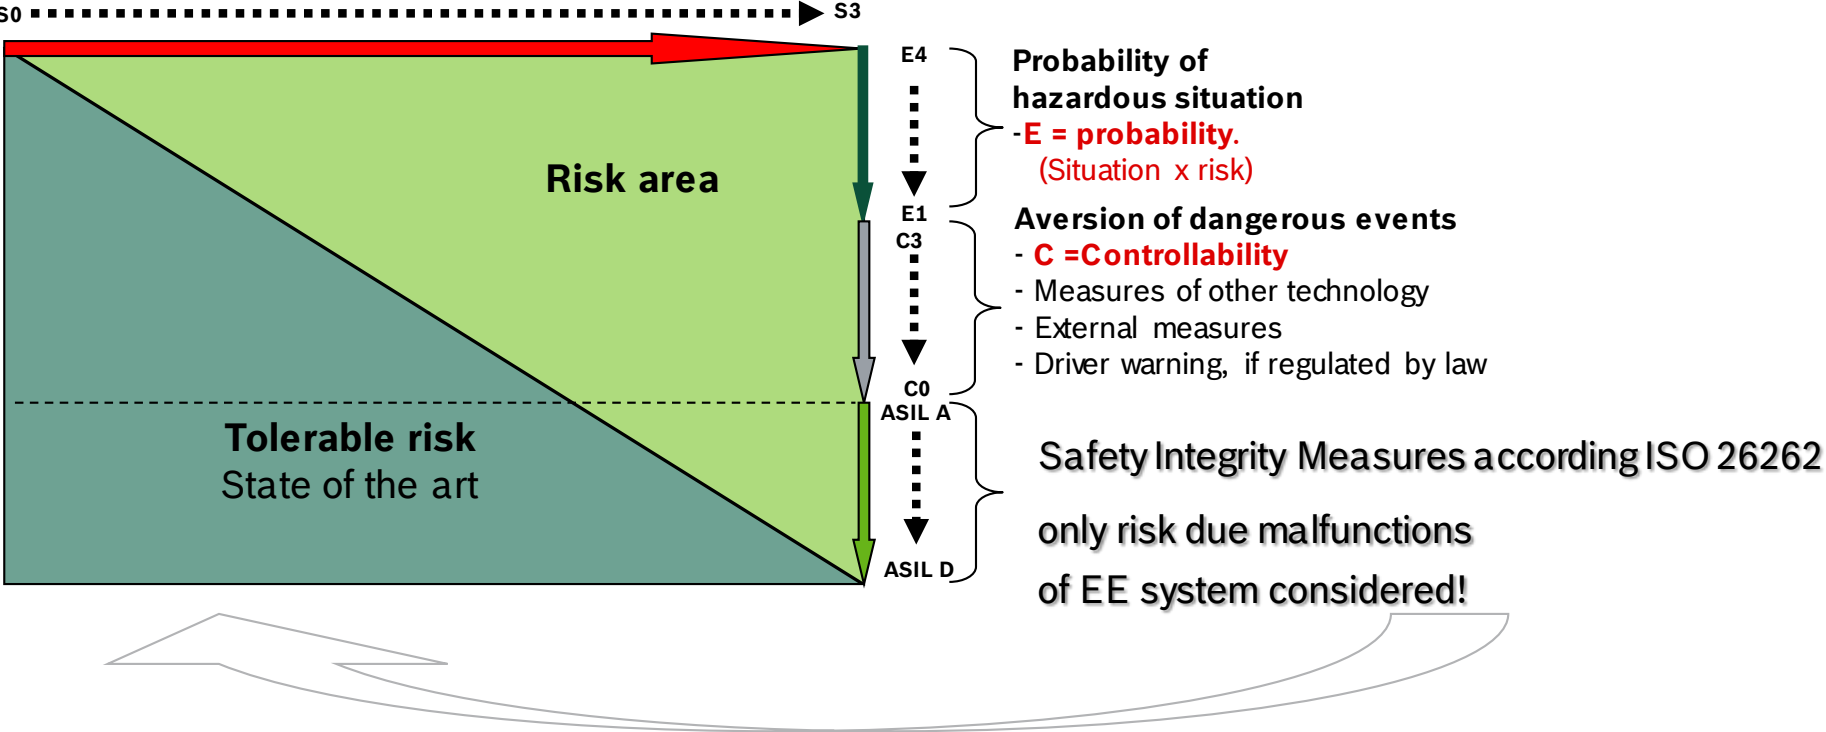 S0
S3
E4
Probability of
hazardous situation
-E = probability.
(Situation x risk)
Risk area
E1
Aversion of dangerous events
C3
- C =Controllability
- Measures of other technology
- External measures
- Driver warning, if regulated by law
C0
ASIL A
Tolerable risk
State of the art
Safety Integrity Measures according ISO 26262
only risk due malfunctions
of EE system considered!
ASIL D